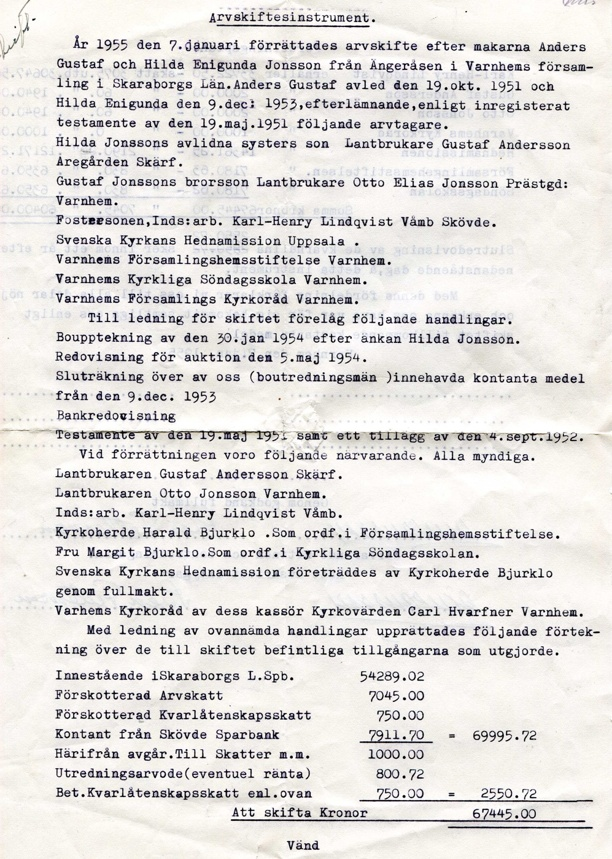 Arvskiftesinstrument.
År 1955 den 7.januari förrättades arvskifte efter makarna Anders
Gustaf och Hilda Enigunda Jonsson från Ängeråsen i Varnhems försam-
ling i Skaraborgs Län.Anders Gustaf avled den 19.okt. 1951 och
Hilda Enigunda den 9.dec: 1953,efterlämnande,enligt inregistrerat
testamente av den 19.maj.1951 följande arvtagare.
Hilda Jonssons avlidna systers son Lantbrukare Gustaf Andersson
Åregården Skärf.
Gustaf Jonssons brorsson Lantbrukare Otto Elias Jonsson Prästgd:
Varnhem.
Fostersonen,Inds:arb. Karl-Henry Lindqvist Våmb Skövde.
Svenska Kyrkans Hednamission Uppsala .
Varnhems Församlingshemsstiftelse Varnhem.
Varnhems Kyrkliga Söndagsskola Varnhem.
Varnhems Församlings Kyrkoråd Varnhem.
Till ledning för skiftet förelåg följande handlingar.
Bouppteckning av den 30.jan 1954 efter änkan Hilda Jonsson.
Redovisning för auktion den 5.maj 1954.
Sluträkning över av oss (boutredningsmän )innehavda kontanta medel
från den 9.dec. 1953
Bankredovisning
Testamente av den 19.maj 1951 samt ett tillägg av den 4.sept.1952.
Vid förrättningen voro följande närvarande. Alla myndiga.
Lantbrukaren Gustaf Andersson Skärf.
Lantbrukaren Otto Jonsson Varnhem.
Inds:arb. Karl-Henry Lindqvist Våmb.
Kyrkoherde Harald Bjurklo .Som ordf.i Församlingshemsstiftelse.
Fru Margit Bjurklo.Som ordf.i Kyrkliga Söndagsskolan.
Svenska Kyrkans Hednamission företräddes av Kyrkoherde Bjurklo
genom fullmakt.
Varhems Kyrkoråd av dess kassör Kyrkovärden Carl Hvarfner Varnhem.
Med ledning av ovannämda handlingar upprättades följande förtek-
ning över de till skiftet befintliga tillgångarna som utgjorde.
Innestående iSkaraborgs L.Spb. 54289.02
Förskotterad Arvskatt 7045.00
Förskotterad Kvarlåtenskapsskatt 750.00
Kontant från Skövde Sparbank 7911.70 = 69995.72
Härifrån avgår.Till Skatter m.m. 1000.00
Utredningsarvode(eventuel ränta) 800.72
Bet.Kvarlåtenskapsskatt enl.ovan 750.00 = 2550.72
Att skifta Kronor 67445.00
Vänd